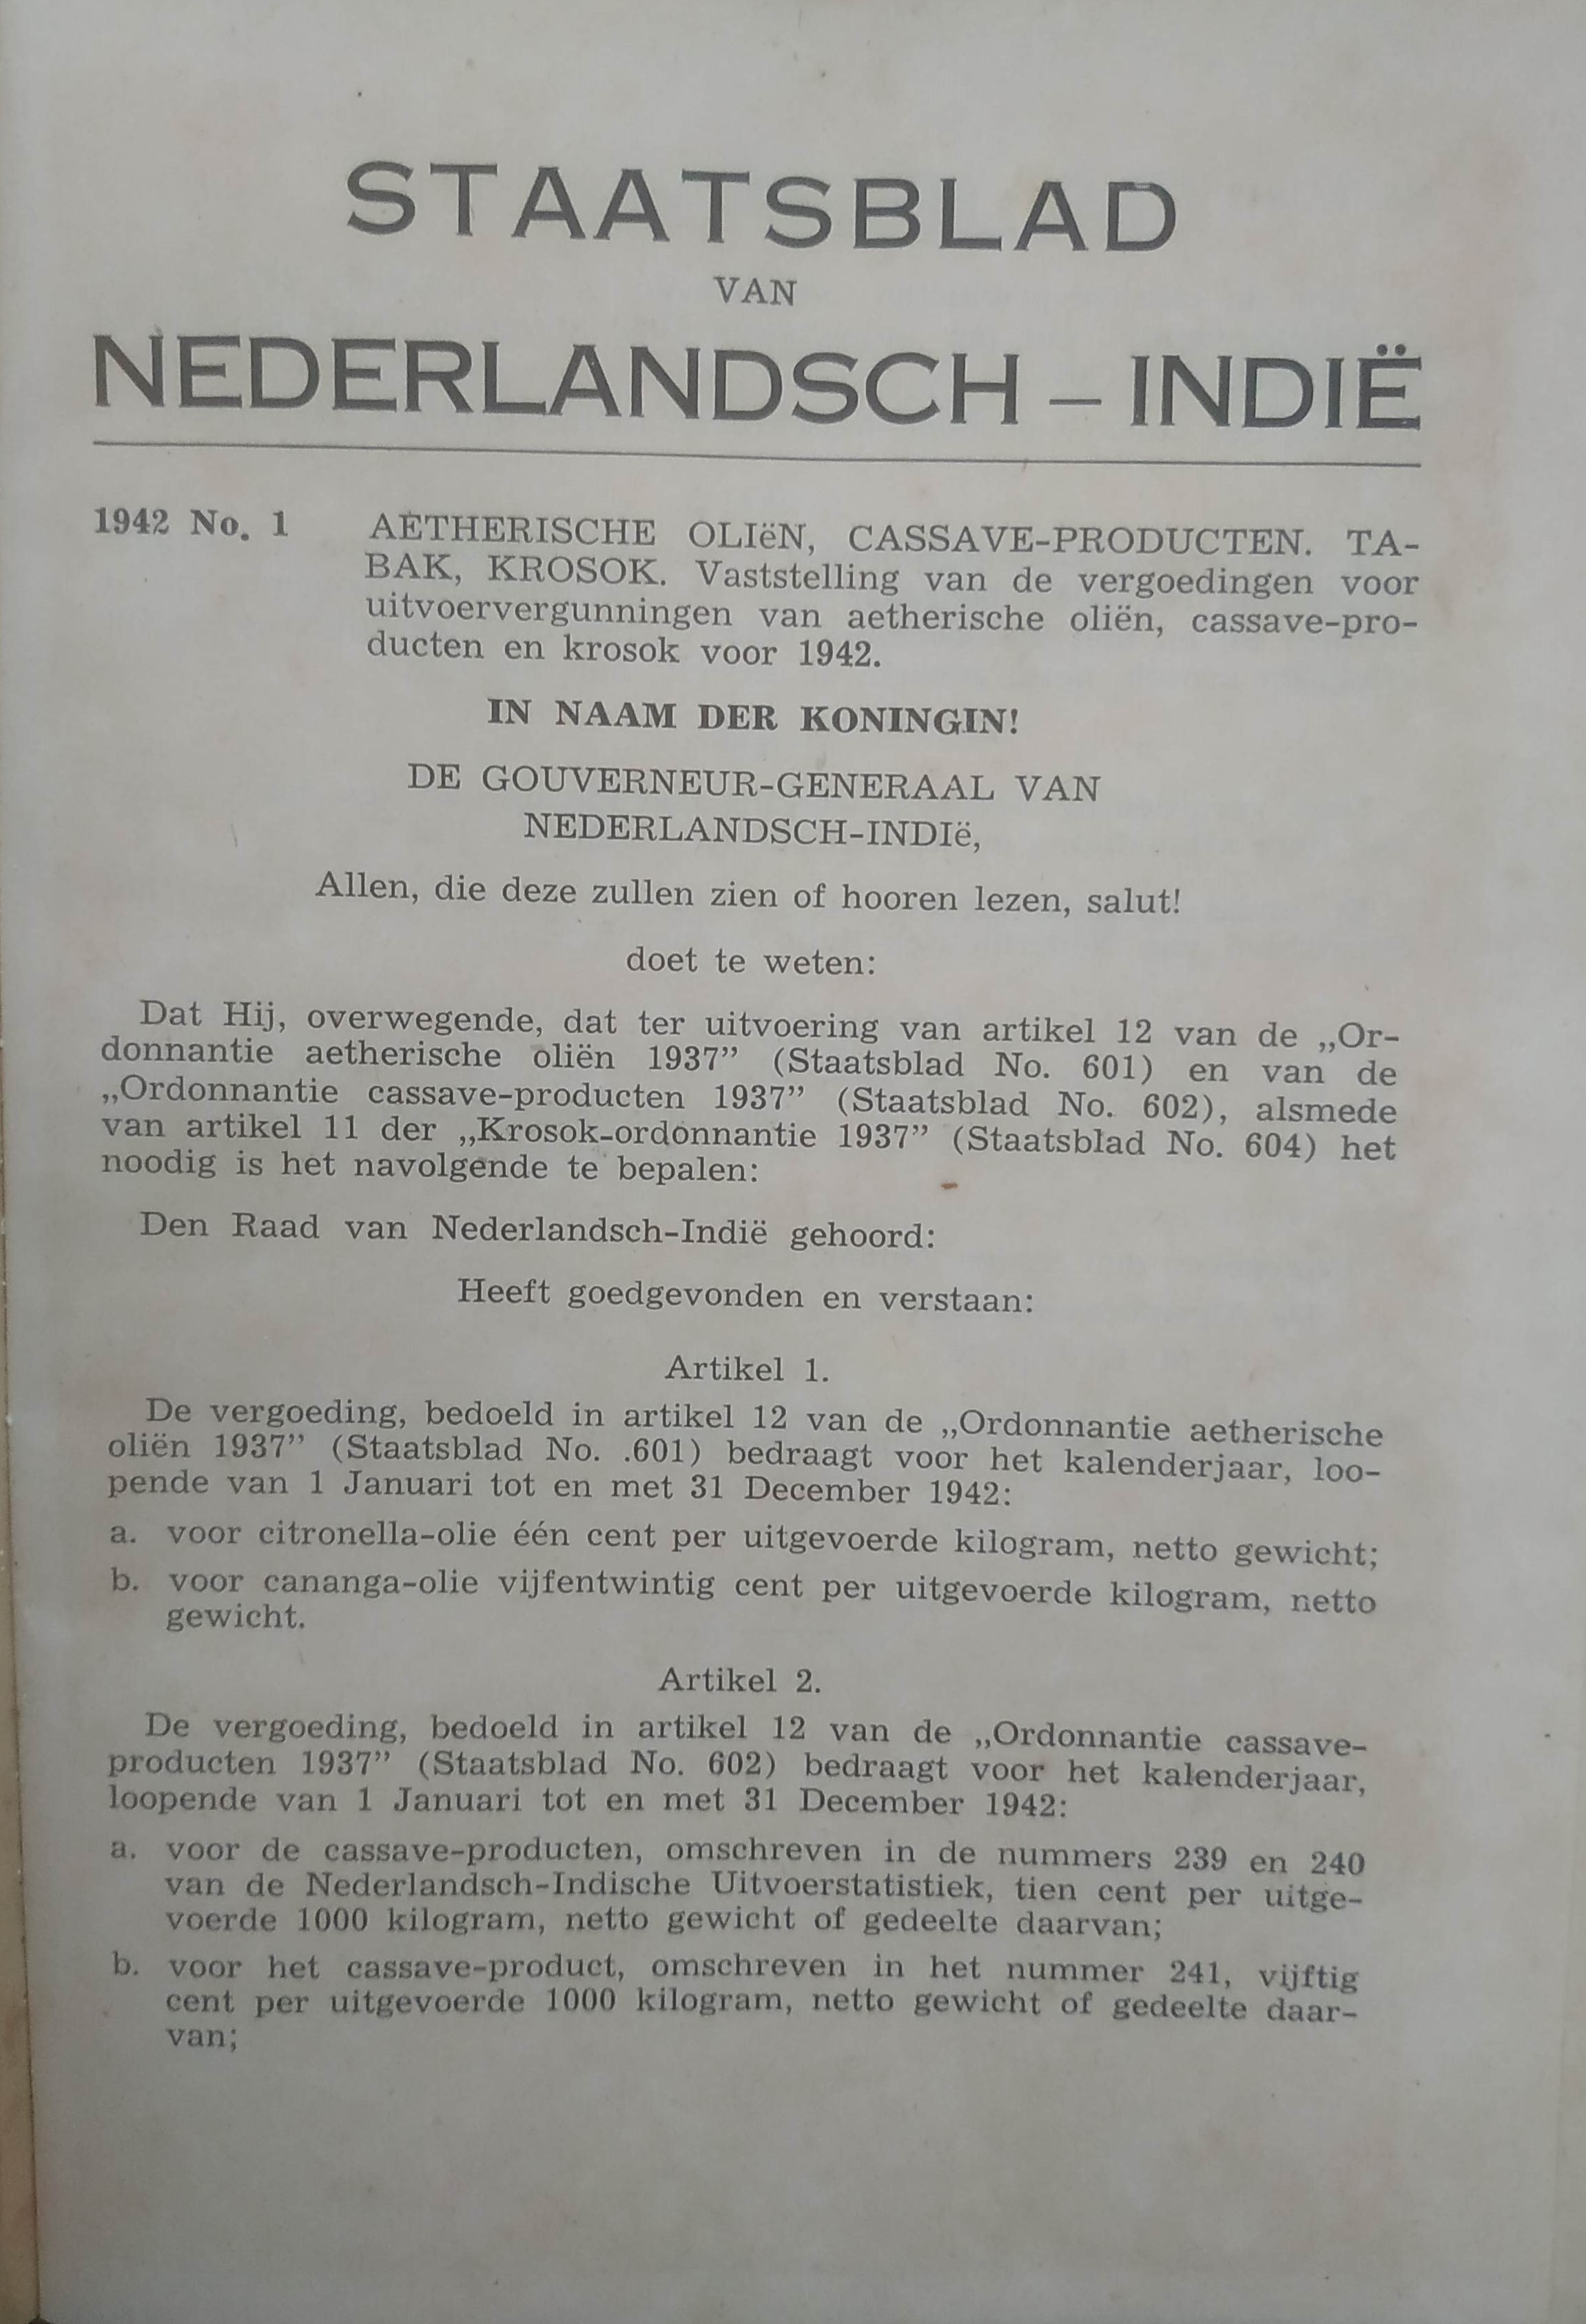 STAATSBLAD
VAN
NEDERLANDSCH – INDIË
1942 No. 1
AETHERISCHE OLIëN, CASSAVE-PRODUCTEN. TA-
BAK, KROSOK. Vaststelling van de vergoedingen voor
uitvoervergunningen van aetherische oliën, cassave-pro-
ducten en krosok voor 1942.
IN NAAM DER KONINGIN!
DE GOUVERNEUR-GENERAAL VAN
NEDERLANDSCH-INDIë,
Allen, die deze zullen zien of hooren lezen, salut!
doet te weten:
Dat Hij, overwegende, dat ter uitvoering van artikel 12 van de „Or-
donnantie aetherische oliën 1937” (Staatsblad No. 601) en van de
„Ordonnantie cassave-producten 1937” (Staatsblad No. 602), alsmede
van artikel 11 der „Krosok-ordonnantie 1937” (Staatsblad No. 604) het
noodig is het navolgende te bepalen:
Den Raad van Nederlandsch-Indië gehoord:
Heeft goedgevonden en verstaan:
Artikel 1.
De vergoeding, bedoeld in artikel 12 van de „Ordonnantie aetherische
oliën 1937” (Staatsblad No. .601) bedraagt voor het kalenderjaar, loo-
pende van 1 Januari tot en met 31 December 1942:
a. voor citronella-olie één cent per uitgevoerde kilogram, netto gewicht;
b. voor cananga-olie vijfentwintig cent per uitgevoerde kilogram, netto
gewicht.
Artikel 2.
De vergoeding, bedoeld in artikel 12 van de „Ordonnantie cassave-
producten 1937” (Staatsblad No. 602) bedraagt voor het kalenderjaar,
loopende van 1 Januari tot en met 31 December 1942:
a. voor de cassave-producten, omschreven in de nummers 239 en 240
van de Nederlandsch-Indische Uitvoerstatistiek, tien cent per uitge-
voerde 1000 kilogram, netto gewicht of gedeelte daarvan;
b. voor het cassave-product, omschreven in het nummer 241, vijftig
cent per uitgevoerde 1000 kilogram, netto gewicht of gedeelte daar-
van;